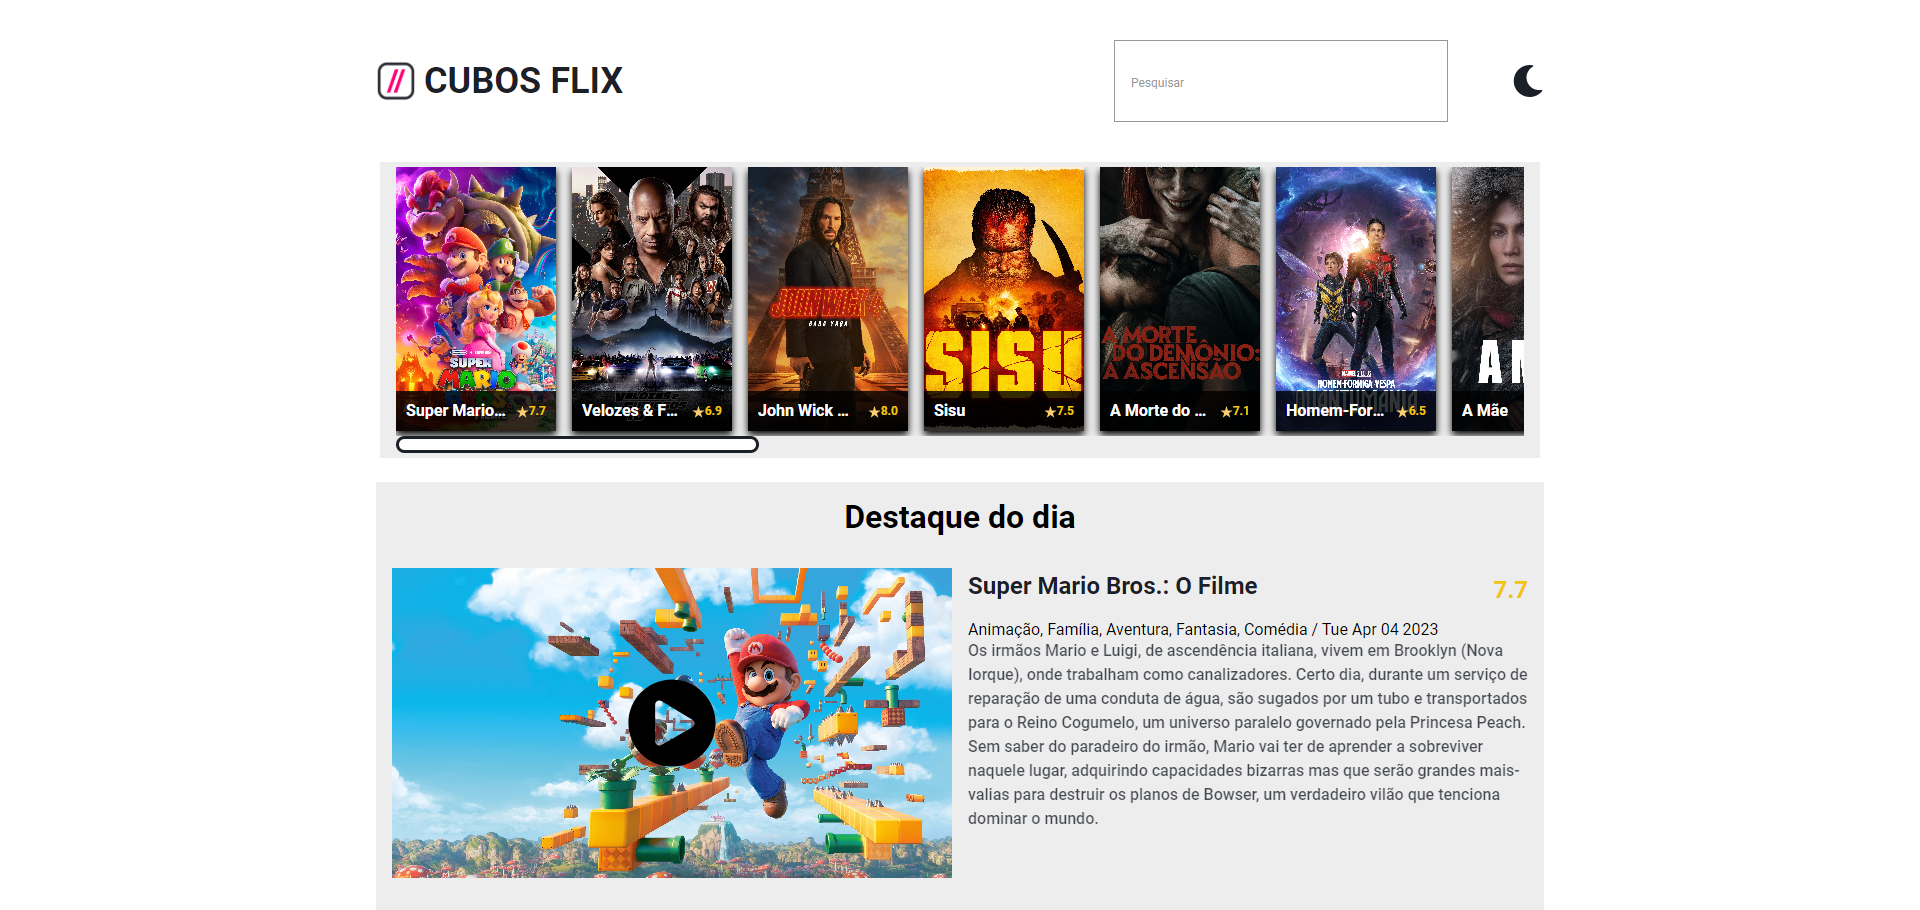 CUBOS FLIX
Pesquisar
JOHN WICK 4
BABA YAGA
SISU
A MORTE
DO DEMÔNIO:
A ASCENSÃO
SUPER
MARIO
HOMEM-FORMIGA VESPA
QUANTUMANIA
Super Mario... ★7.7
Velozes & F... ★6.9
John Wick ... ★8.0
Sisu ★7.5
A Morte do ... ★7.1
Homem-For... ★6.5
A Mãe
Destaque do dia
Super Mario Bros.: O Filme 7.7
Animação, Família, Aventura, Fantasia, Comédia / Tue Apr 04 2023
Os irmãos Mario e Luigi, de ascendência italiana, vivem em Brooklyn (Nova
Iorque), onde trabalham como canalizadores. Certo dia, durante um serviço de
reparação de uma conduta de água, são sugados por um tubo e transportados
para o Reino Cogumelo, um universo paralelo governado pela Princesa Peach.
Sem saber do paradeiro do irmão, Mario vai ter de aprender a sobreviver
naquele lugar, adquirindo capacidades bizarras mas que serão grandes mais-
valias para destruir os planos de Bowser, um verdadeiro vilão que tenciona
dominar o mundo.